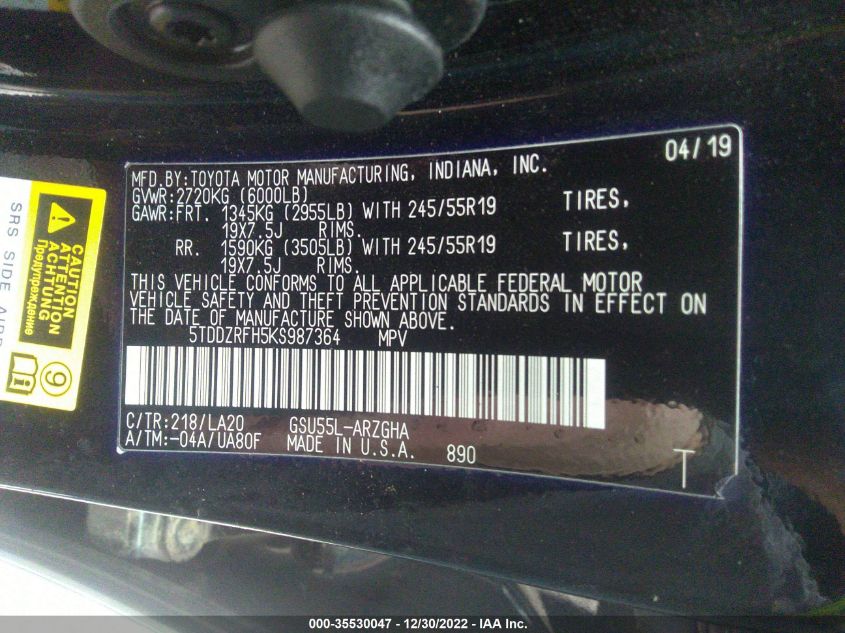 04/19
MFD.BY:TOYOTA MOTOR MANUFACTURING, INDIANA, INC.
GVWR:2720KG (6000LB)
GAWR:FRT. 1345KG (2955LB) WITH 245/55R19 TIRES,
19X7.5J RIMS.
RR. 1590KG (3505LB) WITH 245/55R19 TIRES,
19X7.5J RIMS.
THIS VEHICLE CONFORMS TO ALL APPLICABLE FEDERAL MOTOR
VEHICLE SAFETY AND THEFT PREVENTION STANDARDS IN EFFECT ON
THE DATE OF MANUFACTURE SHOWN ABOVE.
5TDDZRFH5KS987364 MPV
C/TR:218/LA20 GSU55L-ARZGHA
A/TM:-04A/UA80F MADE IN U.S.A. 890
T
CAUTION
ATTENTION
ACHTUNG
Предупреждение
9
SRS SIDE
000-35530047 - 12/30/2022 - IAA Inc.